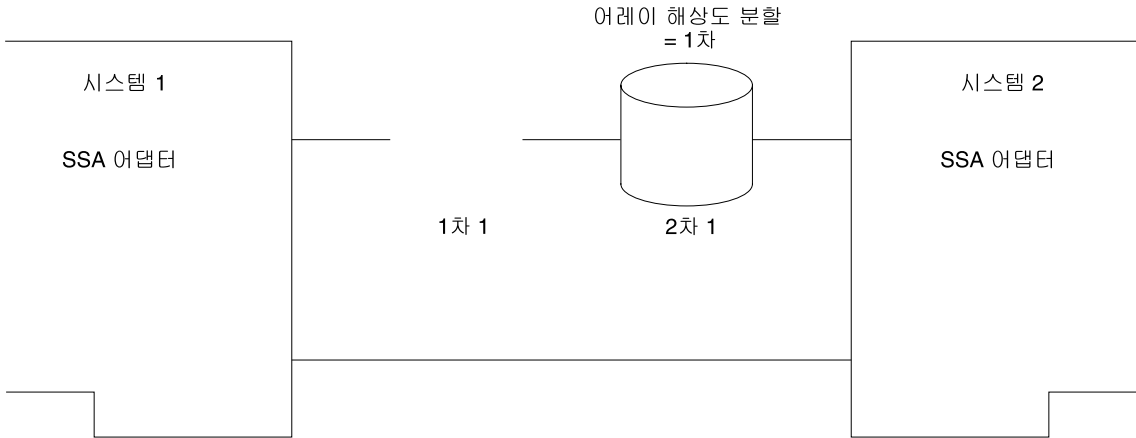 어레이 해상도 분할
= 1차
시스템 1
시스템 2
SSA 어댑터
SSA 어댑터
1차 1
2차 1